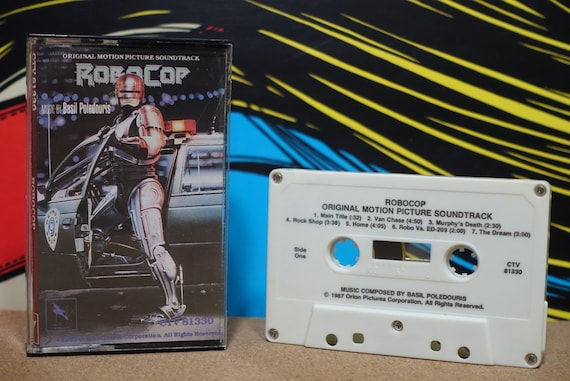 ORIGINAL MOTION PICTURE SOUNDTRACK
ROBOCOP
MUSIC BY Basil Poledouris
ROBOCOP
CTV 81330
Corporation. All Rights Reserved.
ROBOCOP
ORIGINAL MOTION PICTURE SOUNDTRACK
1. Main Title (:32) 2. Van Chase (4:50) 3. Murphy's Death (2:30)
4. Rock Shop (3:38) 5. Home (4:05) 6. Robo Vs. ED-209 (2:00) 7. The Dream (3:00)
Side
One
CTV
81330
MUSIC COMPOSED BY BASIL POLEDOURIS
© 1987 Orion Pictures Corporation. All Rights Reserved.